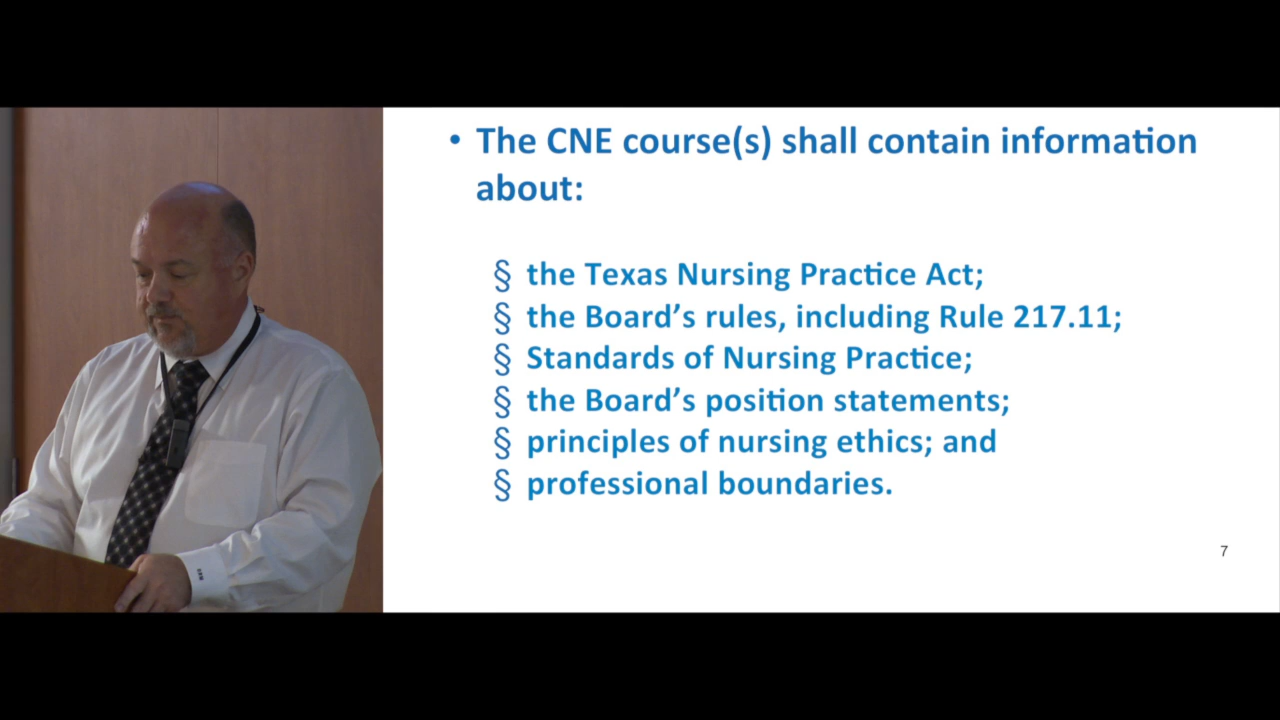 • The CNE course(s) shall contain information
about:
§ the Texas Nursing Practice Act;
§ the Board’s rules, including Rule 217.11;
§ Standards of Nursing Practice;
§ the Board’s position statements;
§ principles of nursing ethics; and
§ professional boundaries.
7